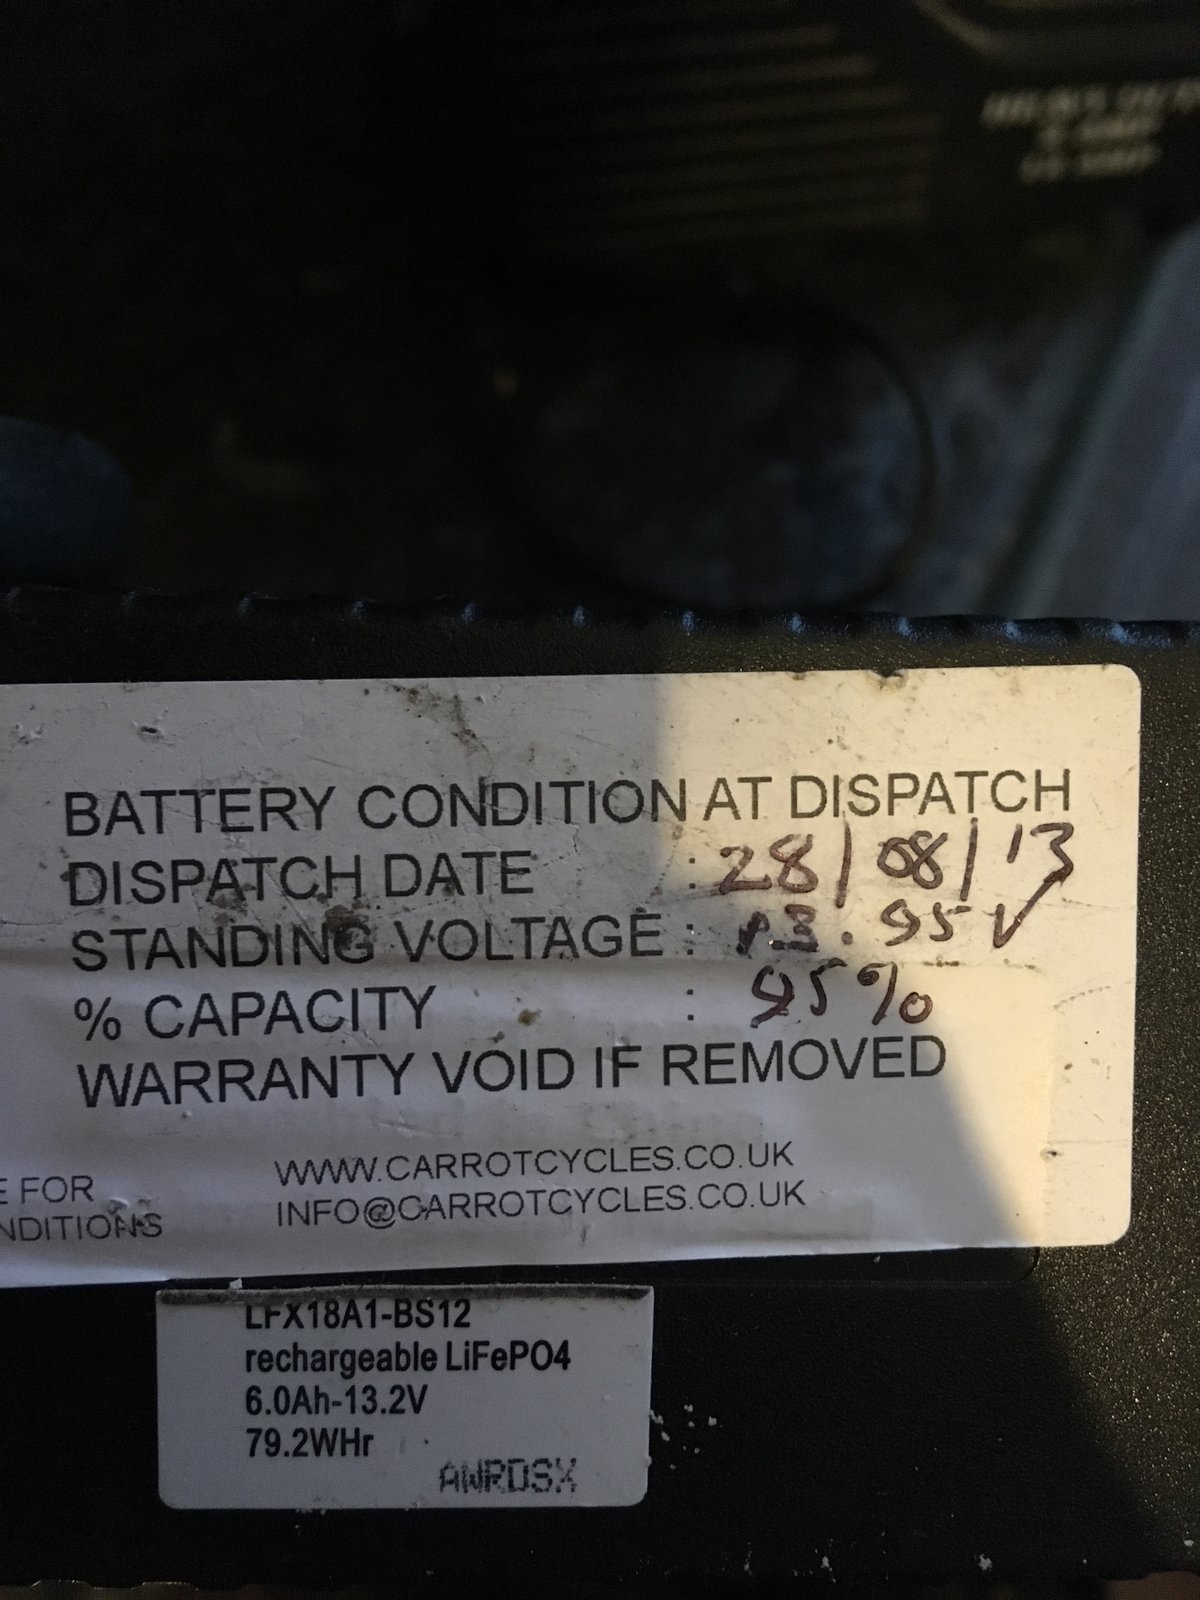 BATTERY CONDITION AT DISPATCH
DISPATCH DATE : 28/08/13
STANDING VOLTAGE : 13.95V
% CAPACITY : 95%
WARRANTY VOID IF REMOVED
E FOR
NDITIONS
WWW.CARROTCYCLES.CO.UK
INFO@CARROTCYCLES.CO.UK
LFX18A1-BS12
rechargeable LiFePO4
6.0Ah-13.2V
79.2WHr
AWRDSX